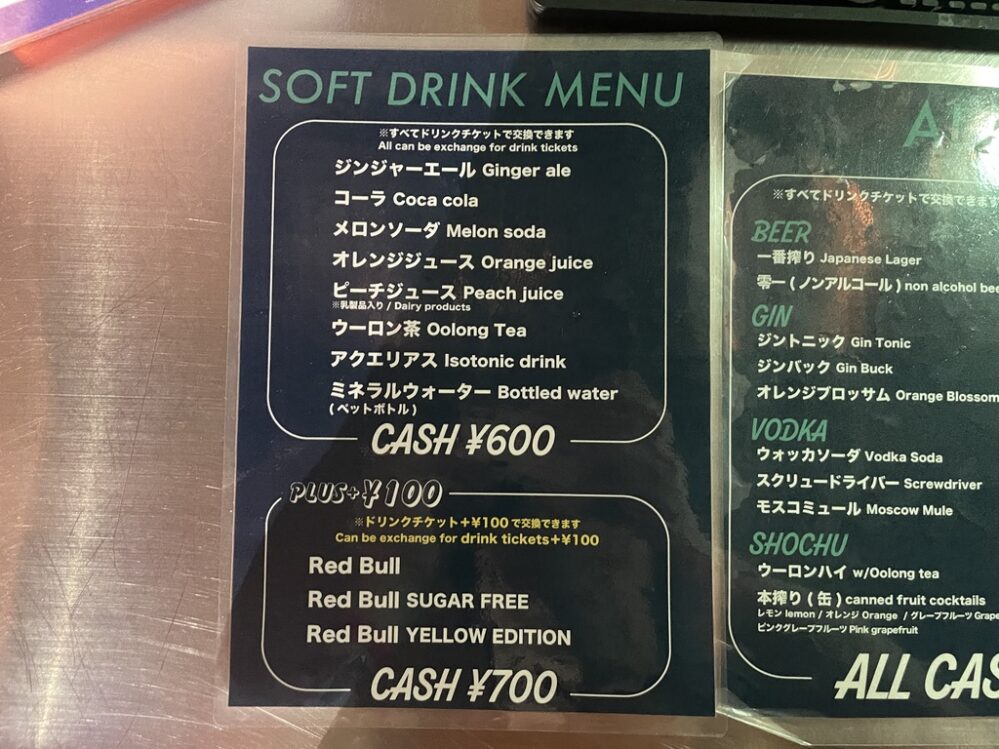 SOFT DRINK MENU
※すべてドリンクチケットで交換できます
All can be exchange for drink tickets
ジンジャーエール Ginger ale
コーラ Coca cola
メロンソーダ Melon soda
オレンジジュース Orange juice
ピーチジュース Peach juice
※乳製品入り / Dairy products
ウーロン茶 Oolong Tea
アクエリアス Isotonic drink
ミネラルウォーター Bottled water
(ペットボトル)
CASH ¥600
PLUS+¥100
※ドリンクチケット+¥100で交換できます
Can be exchange for drink tickets+¥100
Red Bull
Red Bull SUGAR FREE
Red Bull YELLOW EDITION
CASH ¥700
※すべてドリンクチケットで交換できます
BEER
一番搾り Japanese Lager
零一(ノンアルコール) non alcohol
GIN
ジントニック Gin Tonic
ジンバック Gin Buck
オレンジブロッサム Orange Blossom
VODKA
ウォッカソーダ Vodka Soda
スクリュードライバー Screwdriver
モスコミュール Moscow Mule
SHOCHU
ウーロンハイ w/Oolong tea
本搾り(缶) canned fruit cocktails
レモン lemon / オレンジ Orange / グレープフルーツ
ピンクグレープフルーツ Pink grapefruit
ALL